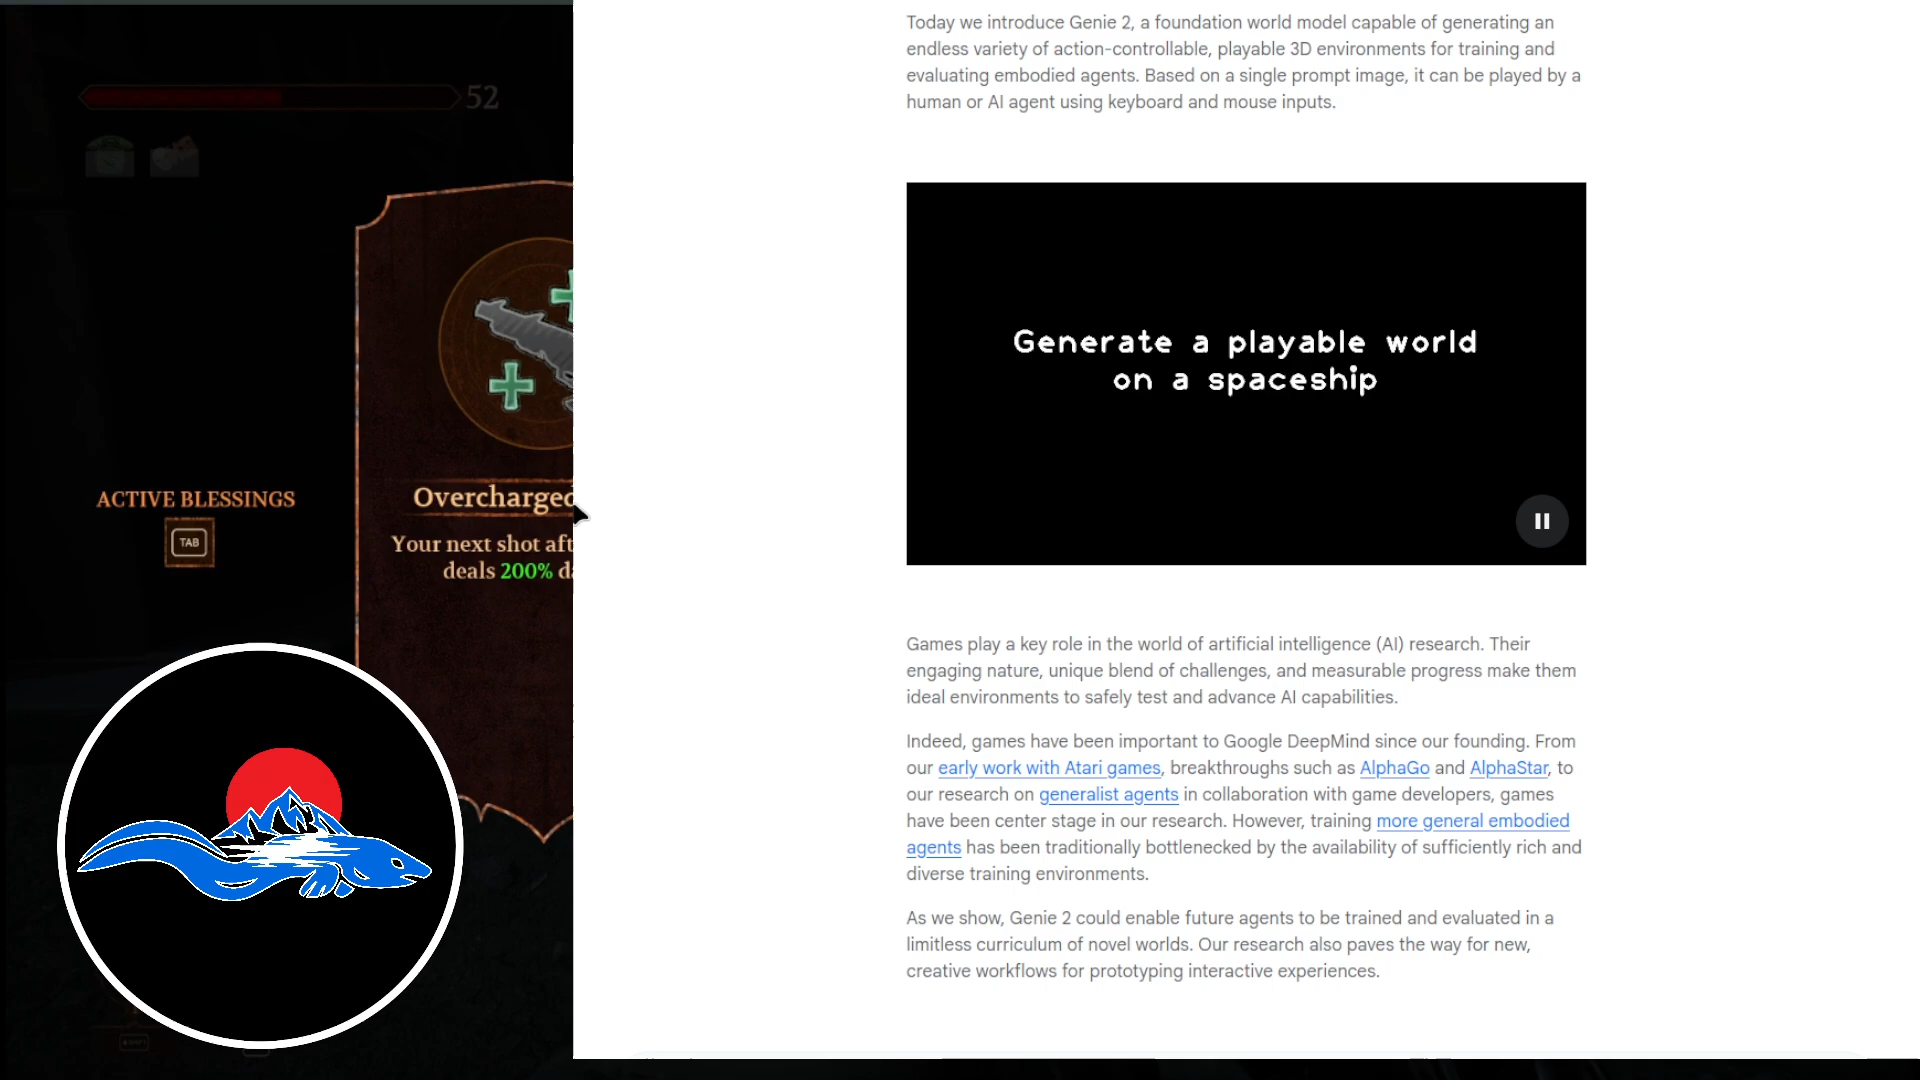 52
ACTIVE BLESSINGS
TAB
Overcharged
Your next shot aft
deals 200% da
Today we introduce Genie 2, a foundation world model capable of generating an
endless variety of action-controllable, playable 3D environments for training and
evaluating embodied agents. Based on a single prompt image, it can be played by a
human or AI agent using keyboard and mouse inputs.
Generate a playable world
on a spaceship
Games play a key role in the world of artificial intelligence (AI) research. Their
engaging nature, unique blend of challenges, and measurable progress make them
ideal environments to safely test and advance AI capabilities.
Indeed, games have been important to Google DeepMind since our founding. From
our early work with Atari games, breakthroughs such as AlphaGo and AlphaStar, to
our research on generalist agents in collaboration with game developers, games
have been center stage in our research. However, training more general embodied
agents has been traditionally bottlenecked by the availability of sufficiently rich and
diverse training environments.
As we show, Genie 2 could enable future agents to be trained and evaluated in a
limitless curriculum of novel worlds. Our research also paves the way for new,
creative workflows for prototyping interactive experiences.